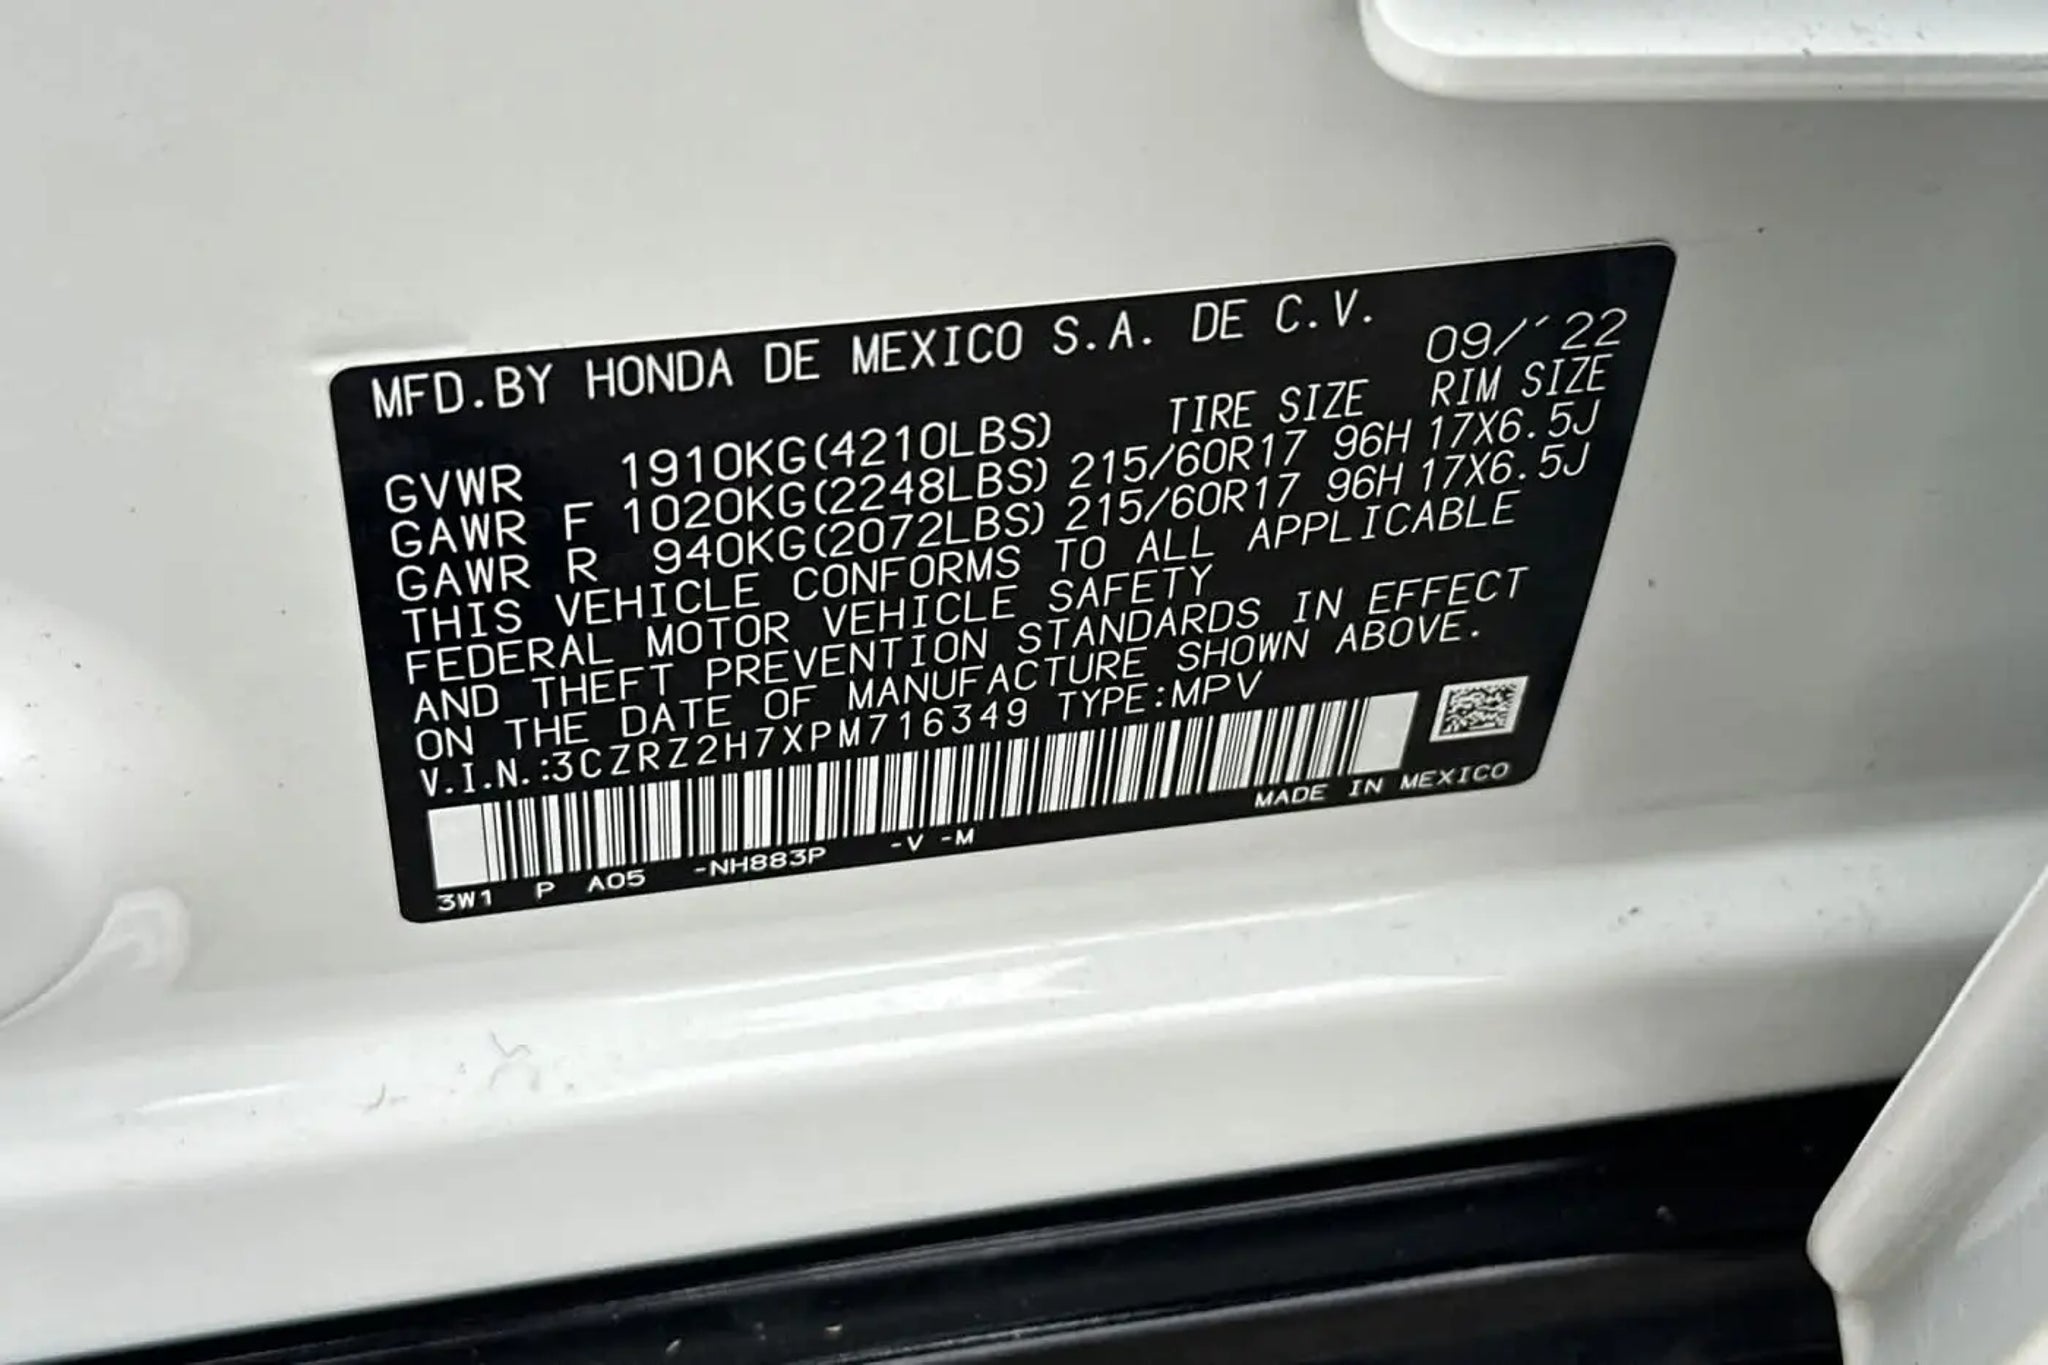 MFD.BY HONDA DE MEXICO S.A. DE C.V.
09/'22
TIRE SIZE RIM SIZE
GVWR 1910KG(4210LBS)
GAWR F 1020KG(2248LBS) 215/60R17 96H 17X6.5J
GAWR R 940KG(2072LBS) 215/60R17 96H 17X6.5J
THIS VEHICLE CONFORMS TO ALL APPLICABLE
FEDERAL MOTOR VEHICLE SAFETY
AND THEFT PREVENTION STANDARDS IN EFFECT
ON THE DATE OF MANUFACTURE SHOWN ABOVE.
V.I.N.:3CZRZ2H7XPM716349 TYPE:MPV
MADE IN MEXICO
3W1 P A05 -NH883P -V -M